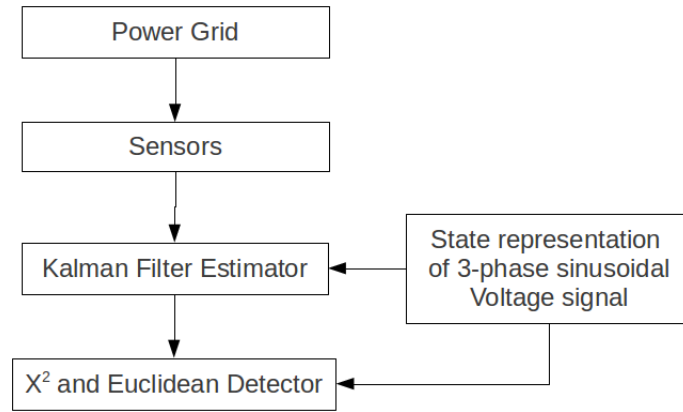 Power Grid
Sensors
Kalman Filter Estimator
State representation
of 3-phase sinusoidal
Voltage signal
X² and Euclidean Detector